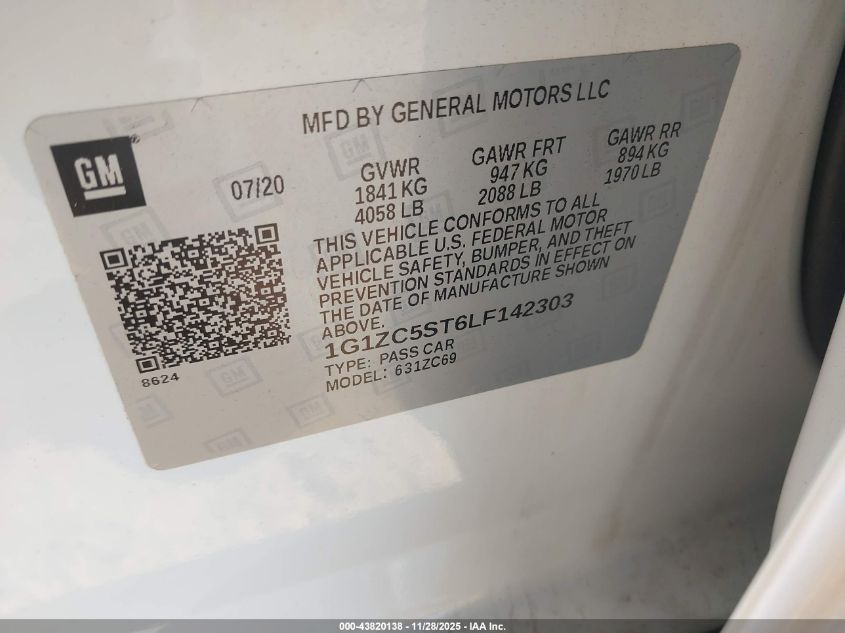 MFD BY GENERAL MOTORS LLC
GM
07/20
GVWR
1841 KG
4058 LB
GAWR FRT
947 KG
2088 LB
GAWR RR
894 KG
1970 LB
THIS VEHICLE CONFORMS TO ALL
APPLICABLE U.S. FEDERAL MOTOR
VEHICLE SAFETY, BUMPER, AND THEFT
PREVENTION STANDARDS IN EFFECT ON
THE DATE OF MANUFACTURE SHOWN
ABOVE.
1G1ZC5ST6LF142303
TYPE: PASS CAR
MODEL: 631ZC69
8624
000-43820138 - 11/28/2025 - IAA Inc.